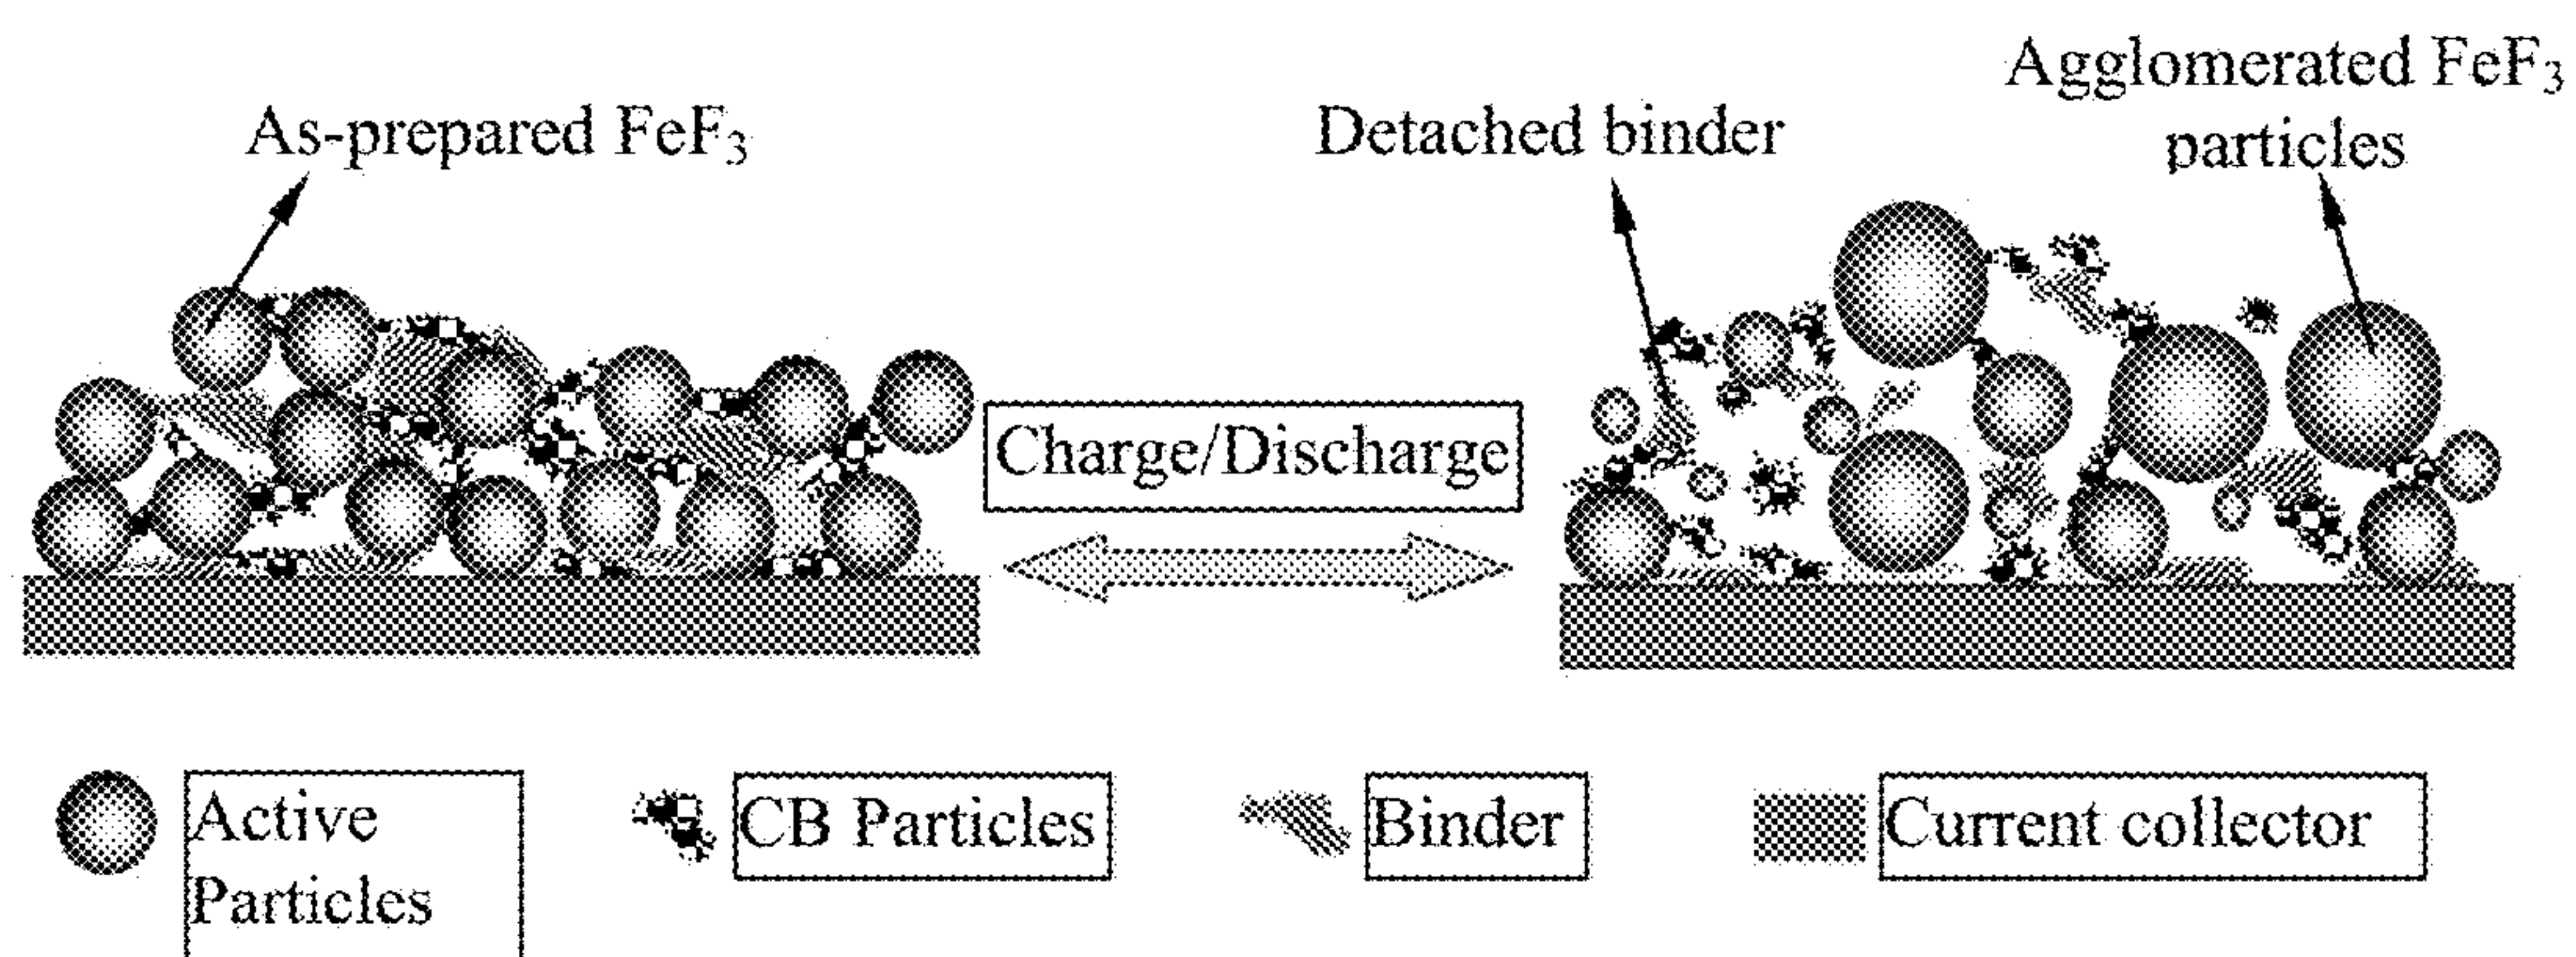 As-prepared FeF₃
Detached binder
Agglomerated FeF₃
particles
Charge/Discharge
Active
Particles
CB Particles
Binder
Current collector